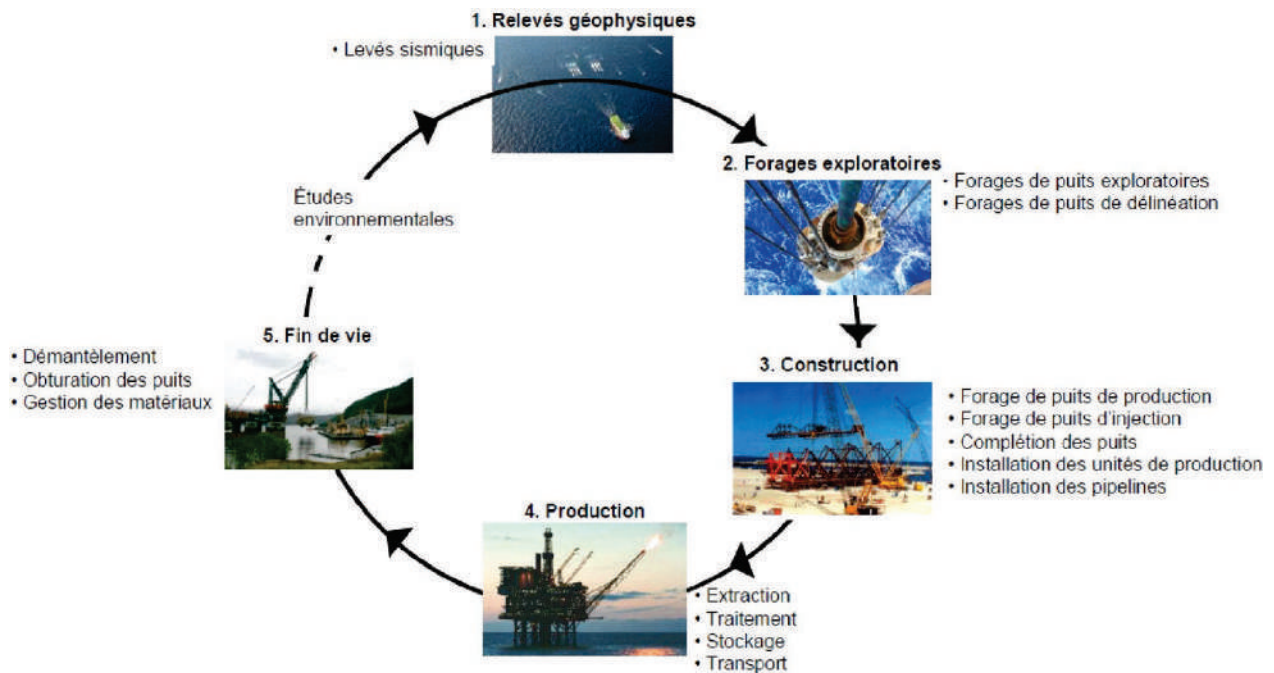 1. Relevés géophysiques
• Levés sismiques
2. Forages exploratoires
• Forages de puits exploratoires
• Forages de puits de délinéation
Études
environnementales
5. Fin de vie
• Démantèlement
• Obturation des puits
• Gestion des matériaux
3. Construction
• Forage de puits de production
• Forage de puits d'injection
• Complétion des puits
• Installation des unités de production
• Installation des pipelines
4. Production
• Extraction
• Traitement
• Stockage
• Transport